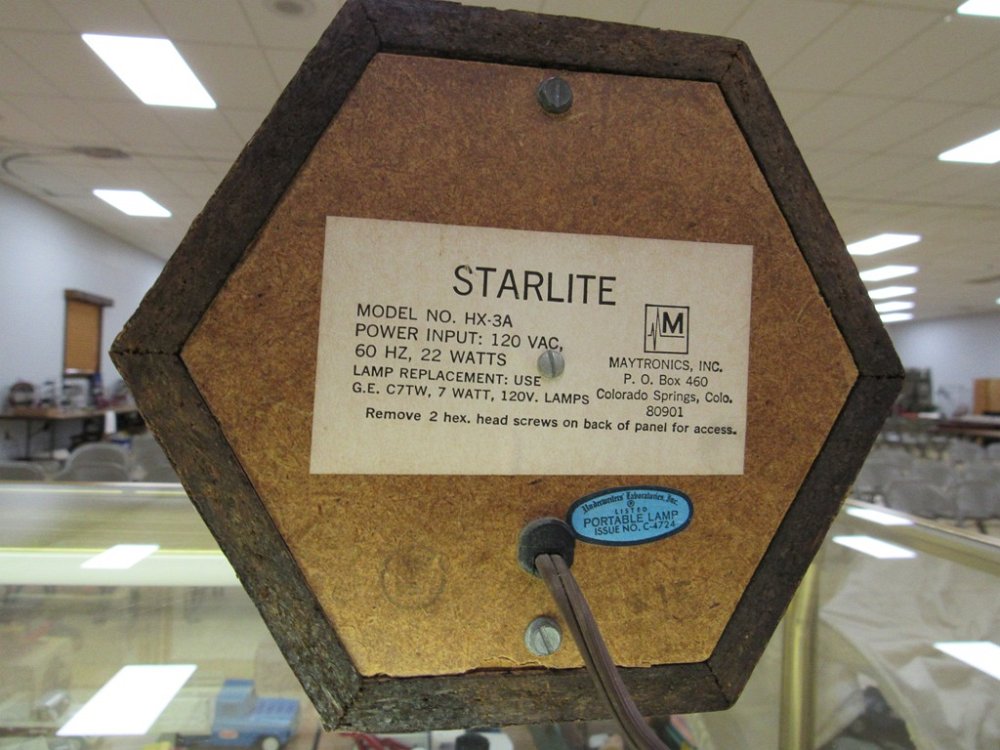 STARLITE
MODEL NO. HX-3A
POWER INPUT: 120 VAC,
60 HZ, 22 WATTS
LAMP REPLACEMENT: USE
G.E. C7TW, 7 WATT, 120V. LAMPS
M
MAYTRONICS, INC.
P. O. Box 460
Colorado Springs, Colo.
80901
Remove 2 hex. head screws on back of panel for access.
Underwriters' Laboratories, Inc.
®
LISTED
PORTABLE LAMP
ISSUE NO. C-4724